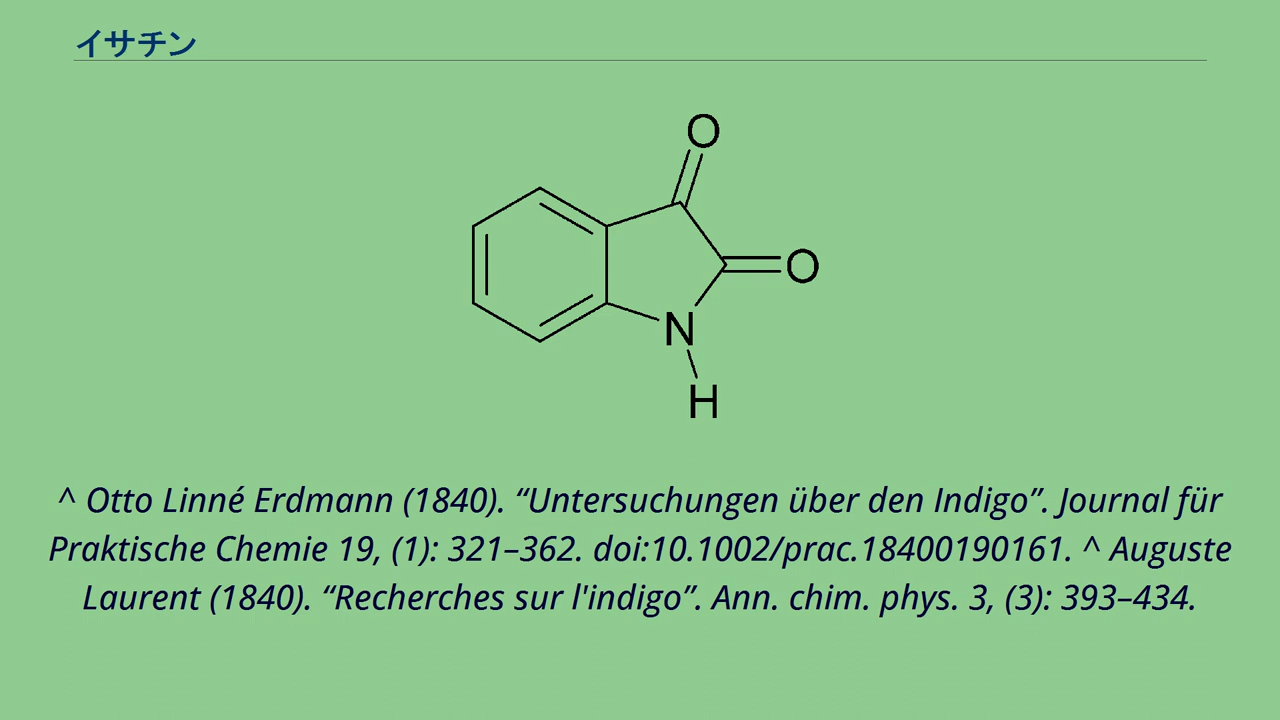 イサチン
O
O
N
H
^ Otto Linné Erdmann (1840). “Untersuchungen über den Indigo”. Journal für
Praktische Chemie 19, (1): 321–362. doi:10.1002/prac.18400190161. ^ Auguste
Laurent (1840). “Recherches sur l'indigo”. Ann. chim. phys. 3, (3): 393–434.